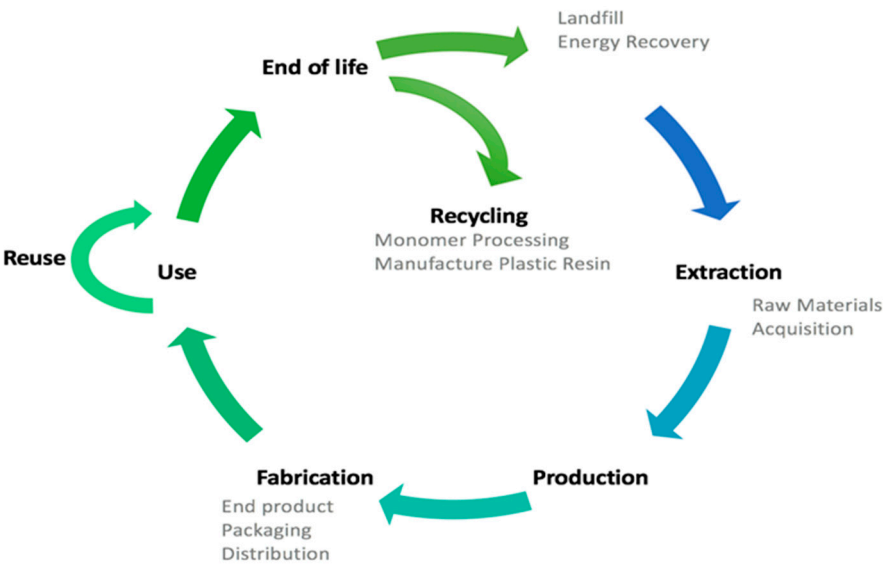 Landfill
Energy Recovery
End of life
Recycling
Monomer Processing
Manufacture Plastic Resin
Reuse
Use
Extraction
Raw Materials
Acquisition
Fabrication
End product
Packaging
Distribution
Production